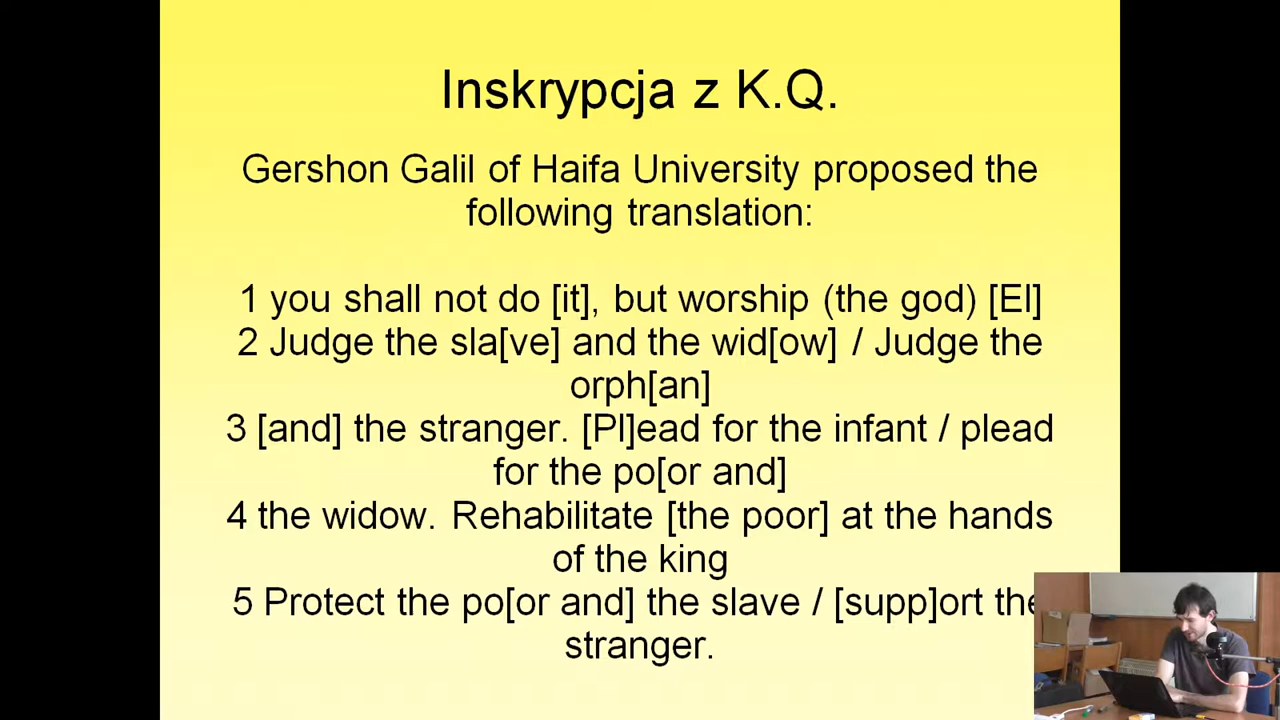 Inskrypcja z K.Q.
Gershon Galil of Haifa University proposed the
following translation:
1 you shall not do [it], but worship (the god) [El]
2 Judge the sla[ve] and the wid[ow] / Judge the
orph[an]
3 [and] the stranger. [Pl]ead for the infant / plead
for the po[or and]
4 the widow. Rehabilitate [the poor] at the hands
of the king
5 Protect the po[or and] the slave / [supp]ort the
stranger.